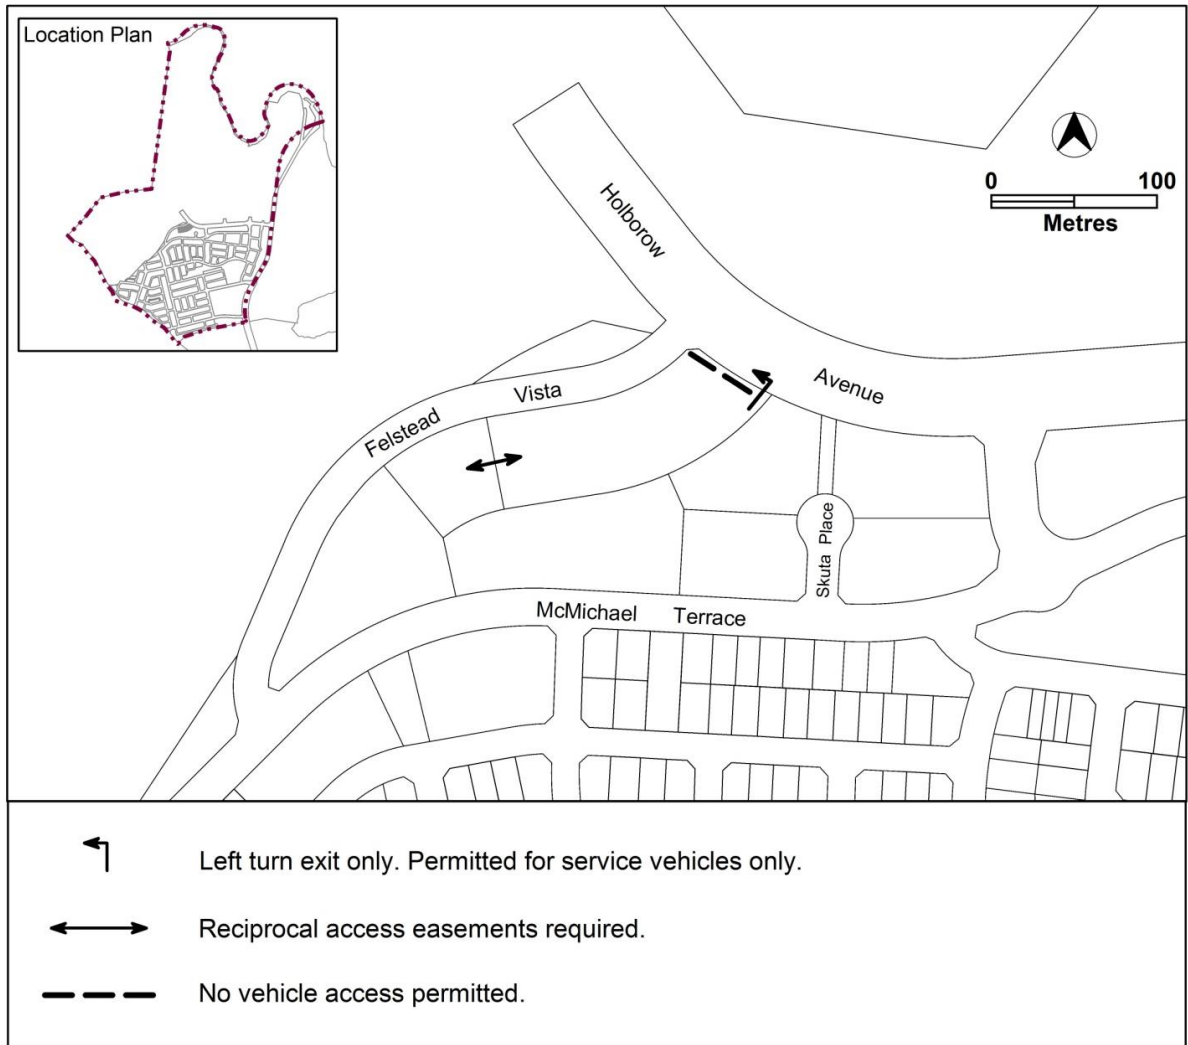 Location Plan
0 100
Metres
Holborow
Avenue
Felstead Vista
Skuta Place
McMichael Terrace
Left turn exit only. Permitted for service vehicles only.
Reciprocal access easements required.
No vehicle access permitted.